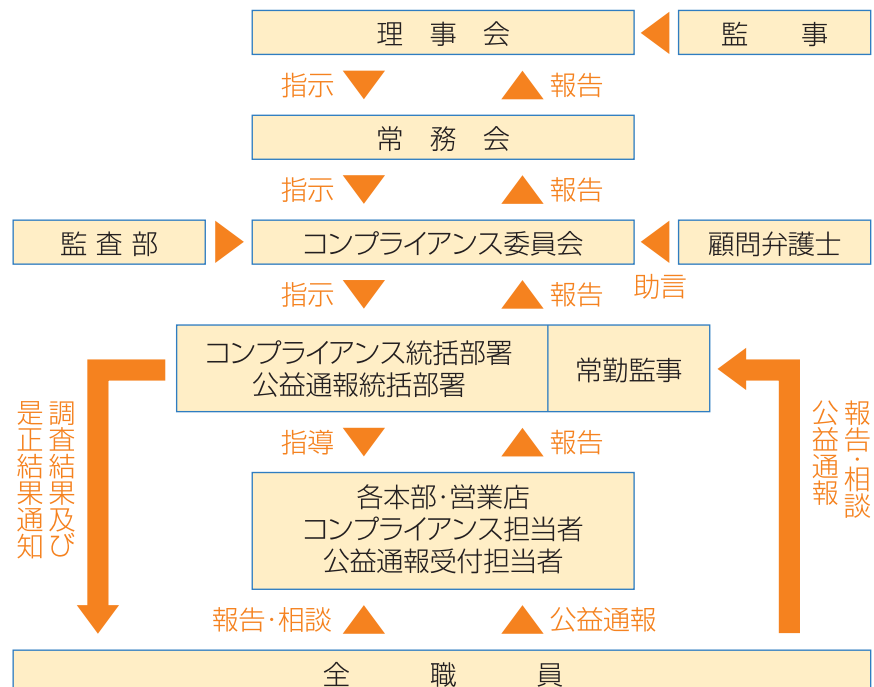 理 事 会
監 事
指示
報告
常 務 会
指示
報告
監 査 部
コンプライアンス委員会
顧問弁護士
指示
報告
助言
コンプライアンス統括部署
公益通報統括部署
常勤監事
調査結果及び
是正結果通知
指導
報告
報告・相談
公益通報
各本部・営業店
コンプライアンス担当者
公益通報受付担当者
報告・相談
公益通報
全 職 員